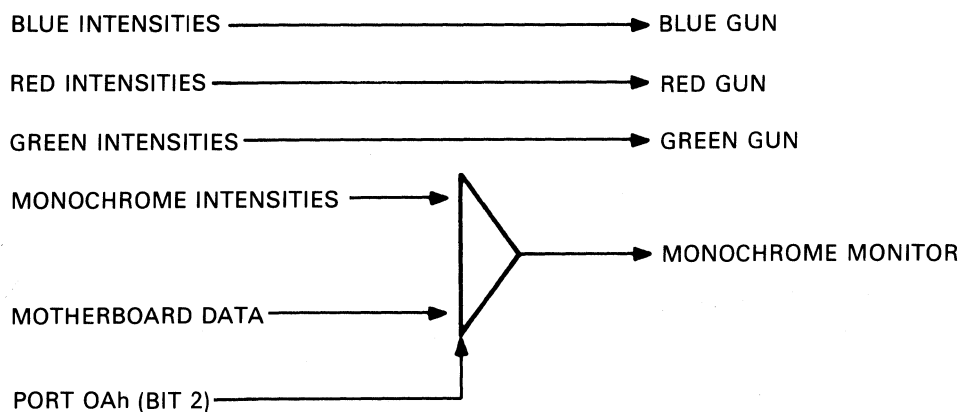 BLUE INTENSITIES BLUE GUN
RED INTENSITIES RED GUN
GREEN INTENSITIES GREEN GUN
MONOCHROME INTENSITIES
MONOCHROME MONITOR
MOTHERBOARD DATA
PORT OAh (BIT 2)